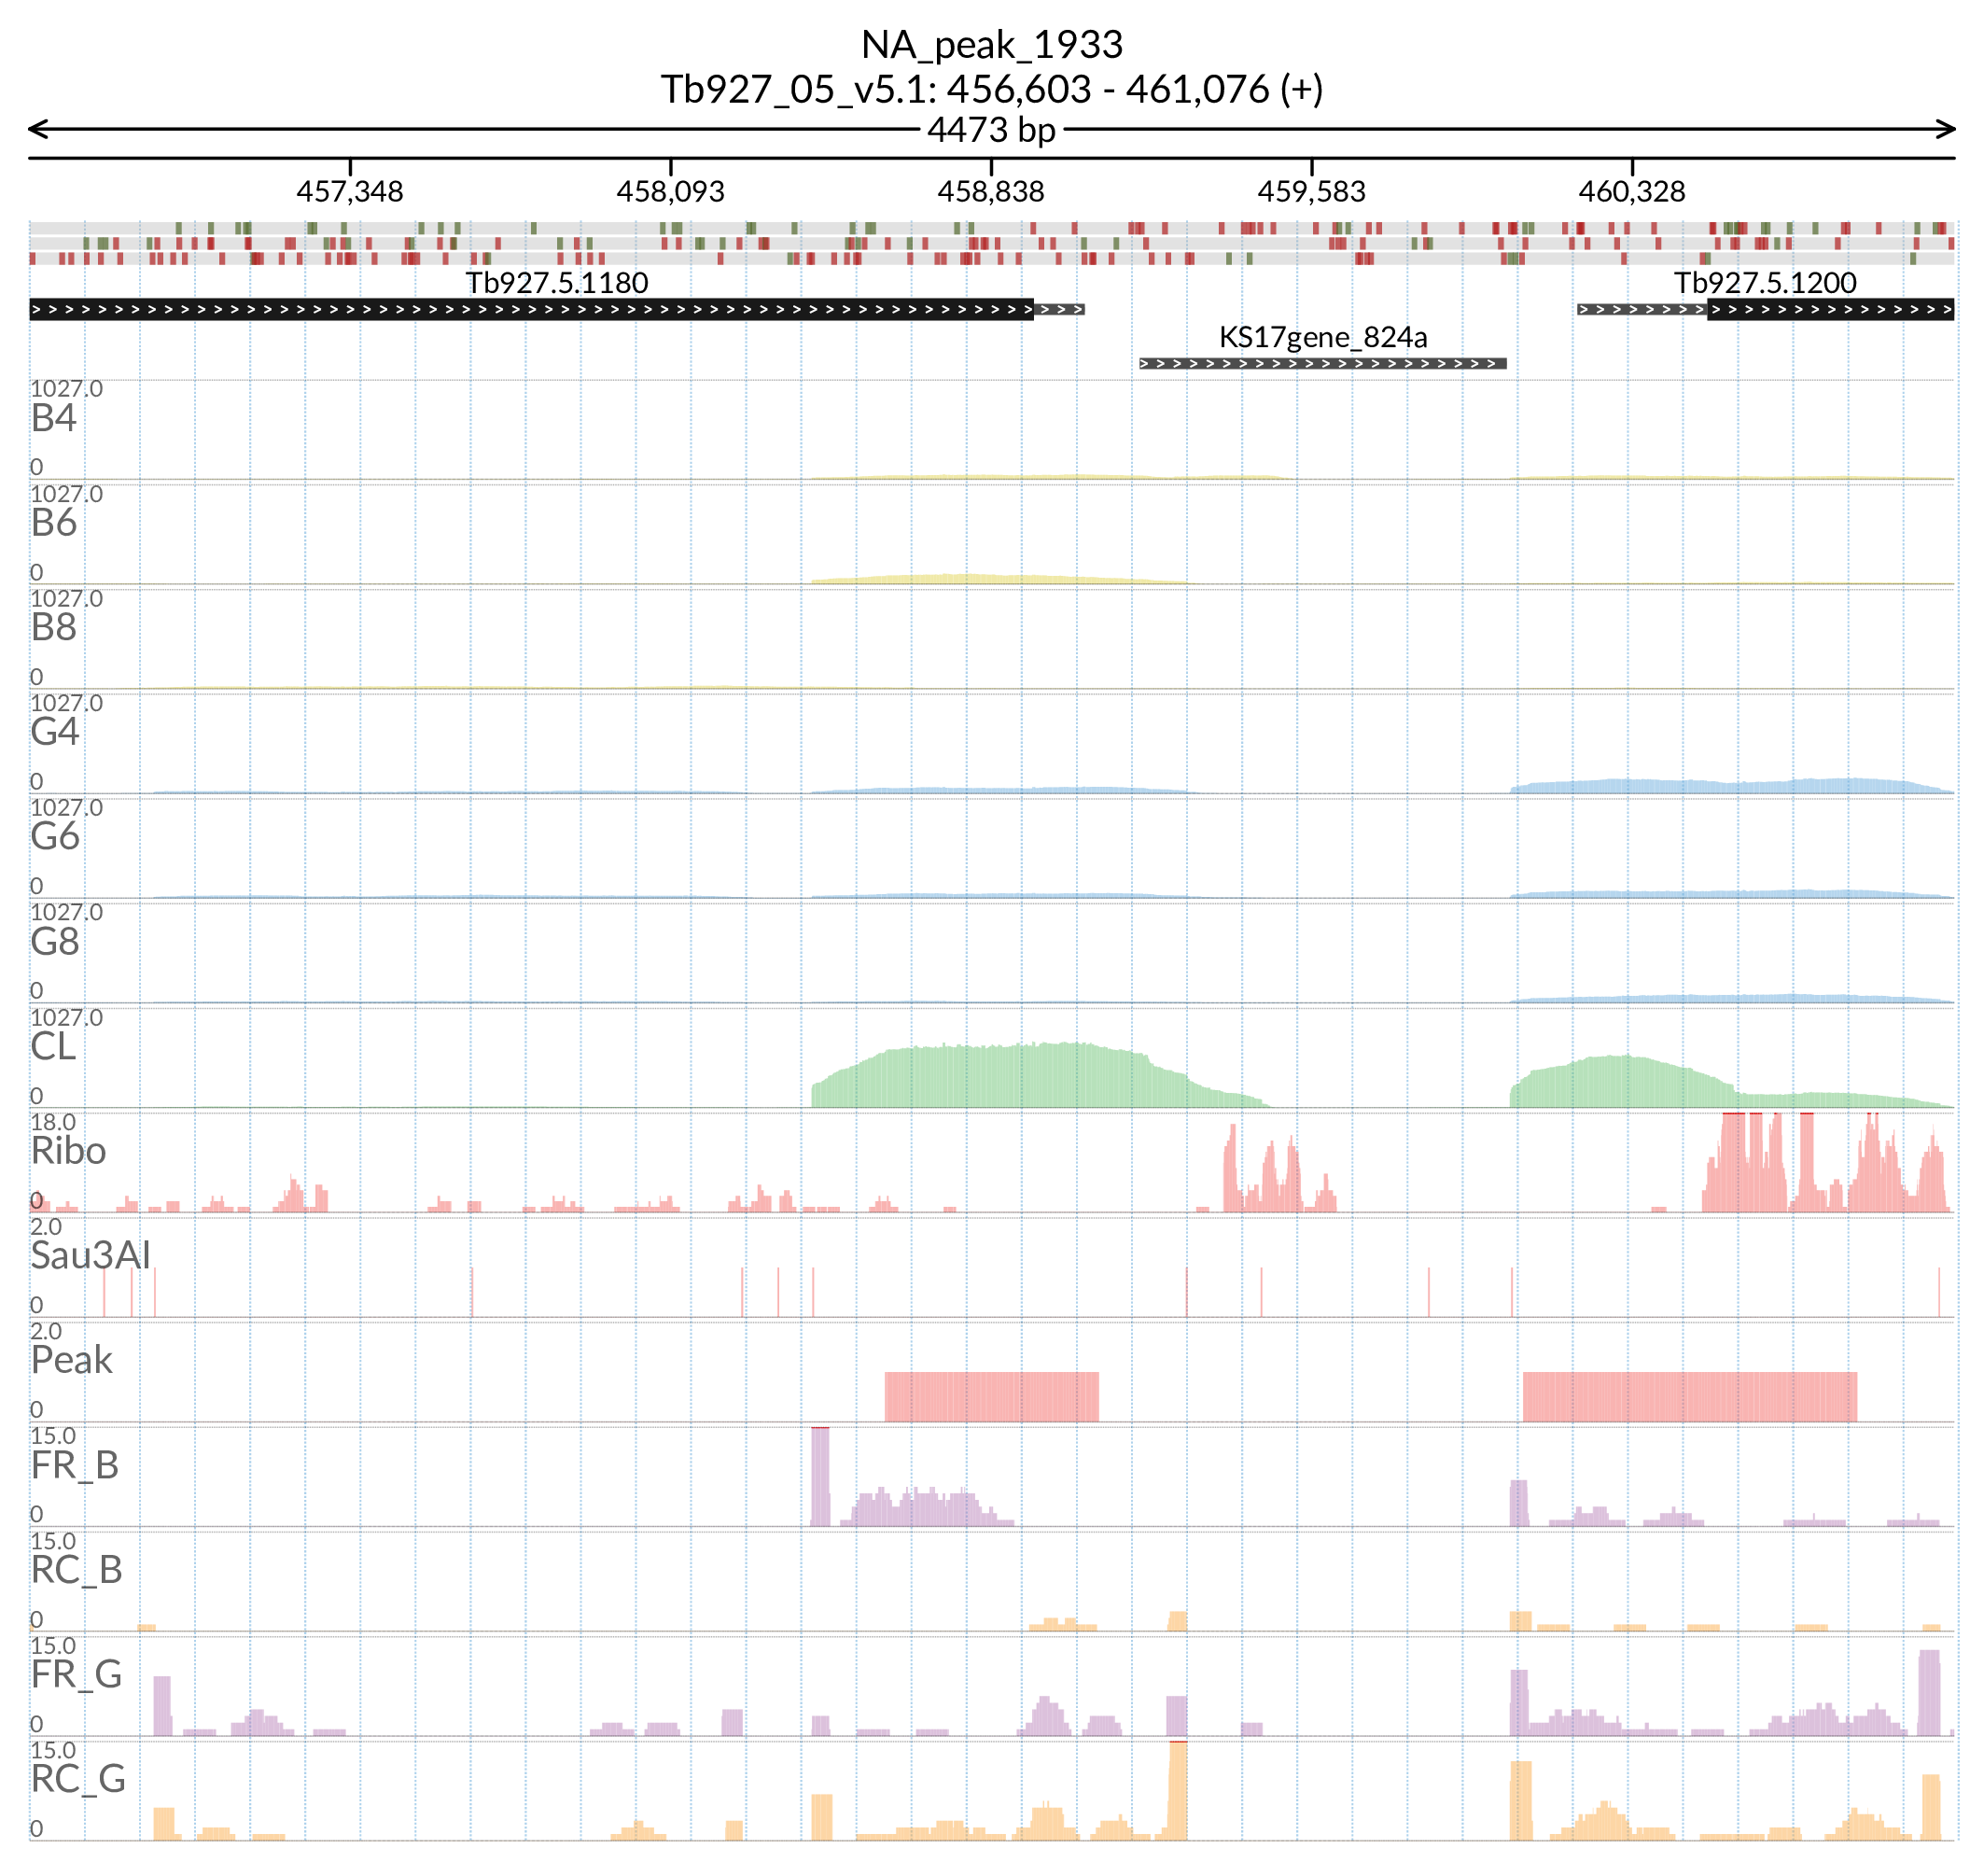 NA_peak_1933
Tb927_05_v5.1: 456,603 - 461,076 (+)
4473 bp
457,348 458,093 458,838 459,583 460,328
Tb927.5.1180 Tb927.5.1200
KS17gene_824a
1027.0
B4
0
1027.0
B6
0
1027.0
B8
0
1027.0
G4
0
1027.0
G6
0
1027.0
G8
0
1027.0
CL
0
18.0
Ribo
0
2.0
Sau3AI
0
2.0
Peak
0
15.0
FR_B
0
15.0
RC_B
0
15.0
FR_G
0
15.0
RC_G
0